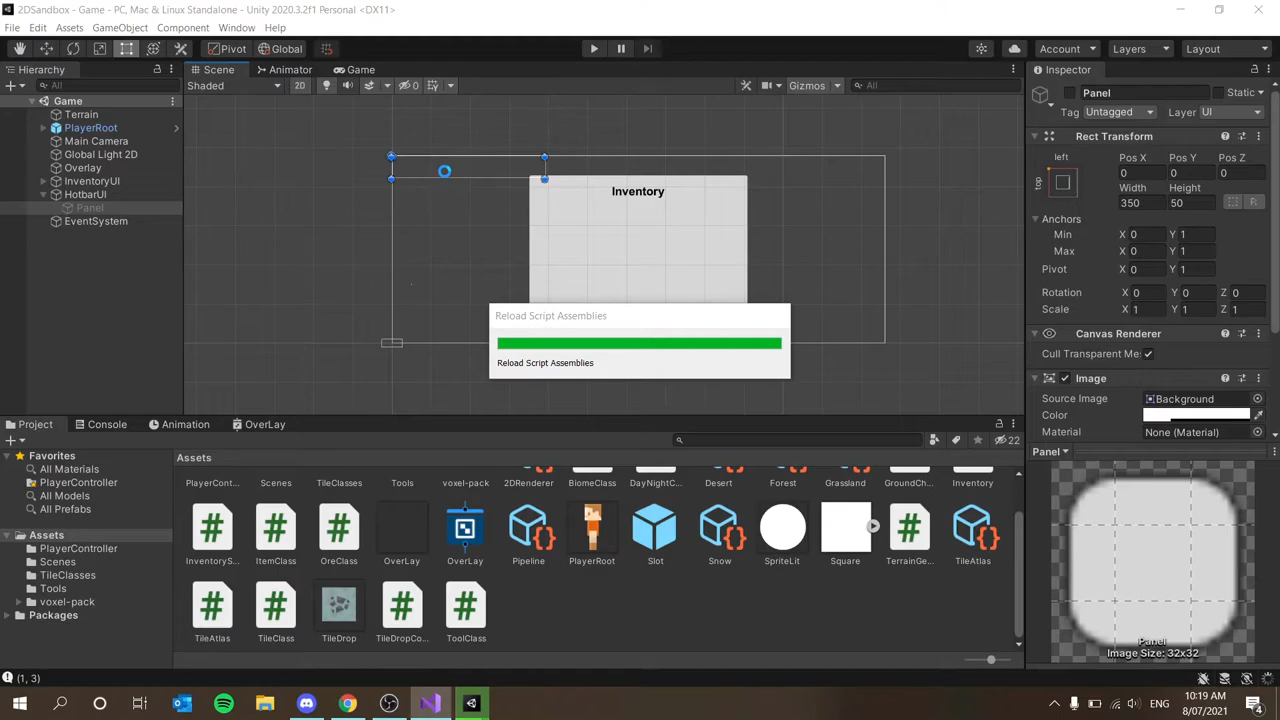 2DSandbox - Game - PC, Mac & Linux Standalone - Unity 2020.3.2f1 Personal <DX11>
File Edit Assets GameObject Component Window Help
Pivot Global Account Layers Layout
Hierarchy
All
Game
Terrain
PlayerRoot
Main Camera
Global Light 2D
Overlay
InventoryUI
HotbarUI
Panel
EventSystem
Scene Animator Game
Shaded 2D 0 Gizmos All
Inventory
Reload Script Assemblies
Reload Script Assemblies
Inspector
Panel Static
Tag Untagged Layer UI
Rect Transform
left Pos X Pos Y Pos Z
top 0 0 0
Width Height
350 50 R
Anchors
Min X 0 Y 1
Max X 0 Y 1
Pivot X 0 Y 1
Rotation X 0 Y 0 Z 0
Scale X 1 Y 1 Z 1
Canvas Renderer
Cull Transparent Me:
Image
Source Image Background
Color
Material None (Material)
Panel
Panel
Image Size: 32x32
Project Console Animation OverLay
22
Favorites
All Materials
PlayerController
All Models
All Prefabs
Assets
PlayerController
Scenes
TileClasses
Tools
voxel-pack
Packages
Assets
PlayerCont... Scenes TileClasses Tools voxel-pack 2DRenderer BiomeClass DayNightC... Desert Forest Grassland GroundCh... Inventory
InventoryS... ItemClass OreClass OverLay OverLay Pipeline PlayerRoot Slot Snow SpriteLit Square TerrainGe... TileAtlas
TileAtlas TileClass TileDrop TileDropCo... ToolClass
(1, 3)
ENG
10:19 AM
8/07/2021
4